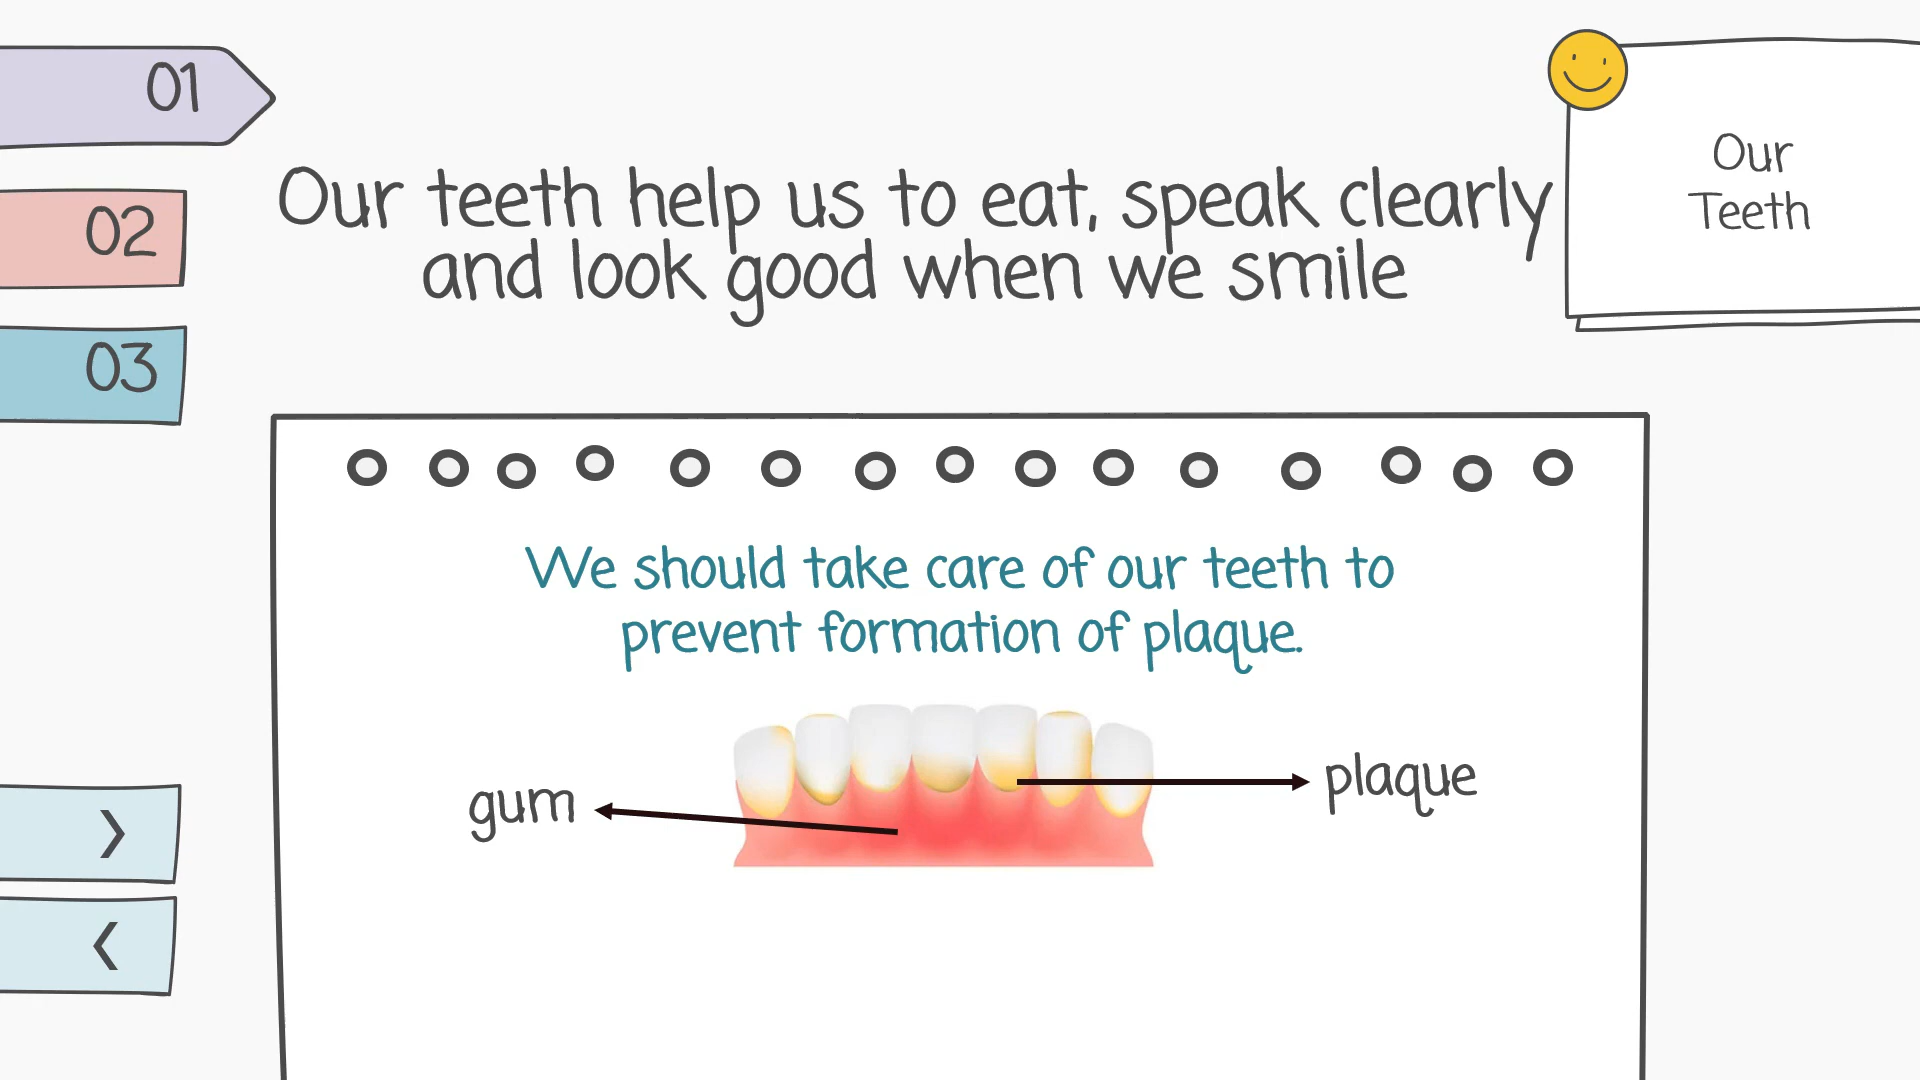 01
02
03
Our teeth help us to eat, speak clearly
and look good when we smile
Our
Teeth
We should take care of our teeth to
prevent formation of plaque.
gum
plaque